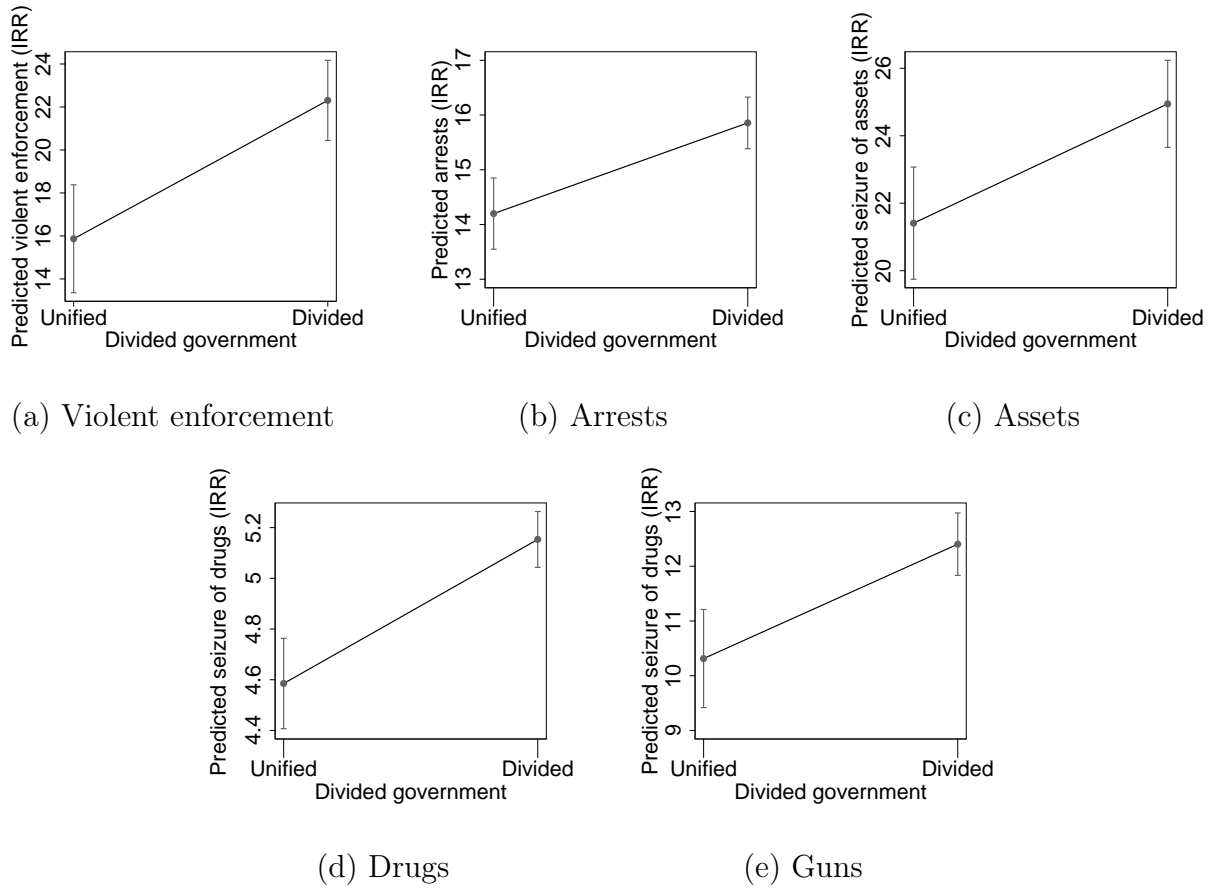 Predicted violent enforcement (IRR)
24
22
20
18
16
14
Unified
Divided
Divided government
(a) Violent enforcement
Predicted arrests (IRR)
17
16
15
14
13
Unified
Divided
Divided government
(b) Arrests
Predicted seizure of assets (IRR)
26
24
22
20
Unified
Divided
Divided government
(c) Assets
Predicted seizure of drugs (IRR)
5.2
5
4.8
4.6
4.4
Unified
Divided
Divided government
(d) Drugs
Predicted seizure of drugs (IRR)
13
12
11
10
9
Unified
Divided
Divided government
(e) Guns